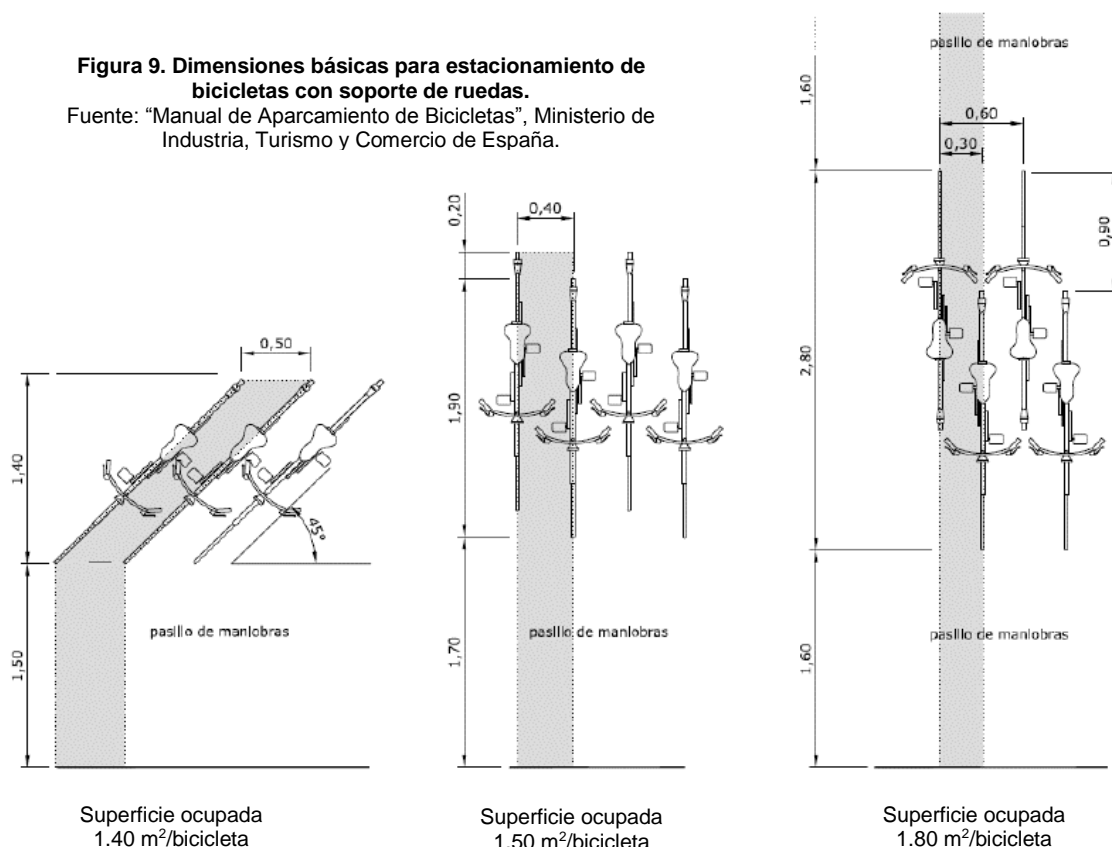 Figura 9. Dimensiones básicas para estacionamiento de
bicicletas con soporte de ruedas.
Fuente: “Manual de Aparcamiento de Bicicletas”, Ministerio de
Industria, Turismo y Comercio de España.
0,50
1,40
45°
pasillo de maniobras
1,50
Superficie ocupada
1.40 m²/bicicleta
0,20
0,40
1,90
pasillo de maniobras
1,70
Superficie ocupada
1.50 m²/bicicleta
pasillo de maniobras
1,60
0,60
0,30
0,90
2,80
pasillo de maniobras
1,60
Superficie ocupada
1.80 m²/bicicleta